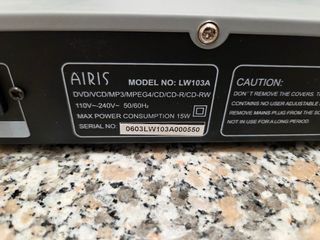 AIRIS
MODEL NO: LW103A
DVD/VCD/MP3/MPEG4/CD/CD-R/CD-RW
110V~-240V~ 50/60Hz
MAX POWER CONSUMPTION 15W
SERIAL NO: 0603LW103A000550
CAUTION:
DON'T REMOVE THE COVERS. T
CONTAINS NO USER ADJUSTABLE
REMOVE MAINS PLUG FROM THE SO
NOT IN USE FOR A LONG PERIOD.